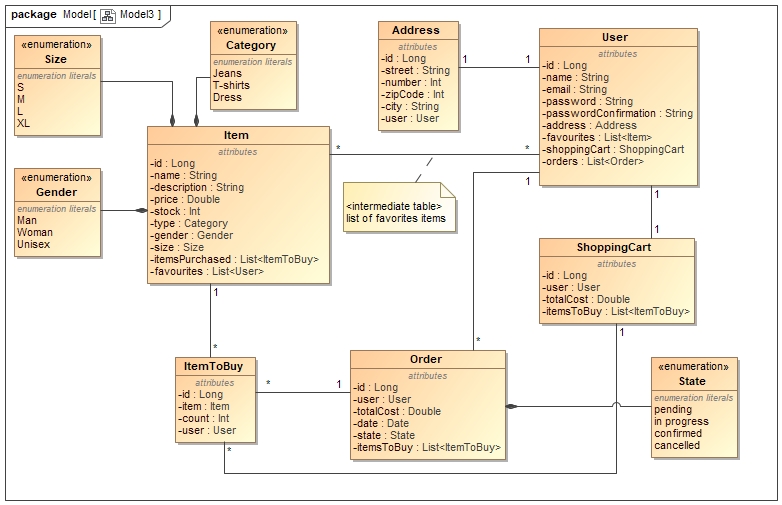 package Model[ Model3 ]
«enumeration»
Size
enumeration literals
S
M
L
XL
«enumeration»
Category
enumeration literals
Jeans
T-shirts
Dress
Address
attributes
-id : Long
-street : String
-number : Int
-zipCode : Int
-city : String
-user : User
1
1
User
attributes
-id : Long
-name : String
-email : String
-password : String
-passwordConfirmation : String
-address : Address
-favourites : List<Item>
-shoppingCart : ShoppingCart
-orders : List<Order>
«enumeration»
Gender
enumeration literals
Man
Woman
Unisex
Item
attributes
-id : Long
-name : String
-description : String
-price : Double
-stock : Int
-type : Category
-gender : Gender
-size : Size
-itemsPurchased : List<ItemToBuy>
-favourites : List<User>
*
*
<intermediate table>
list of favorites items
1
1
1
ShoppingCart
attributes
-id : Long
-user : User
-totalCost : Double
-itemsToBuy : List<ItemToBuy>
1
1
*
*
ItemToBuy
attributes
-id : Long
-item : Item
-count : Int
-user : User
*
1
*
Order
attributes
-id : Long
-user : User
-totalCost : Double
-date : Date
-state : State
-itemsToBuy : List<ItemToBuy>
«enumeration»
State
enumeration literals
pending
in progress
confirmed
cancelled